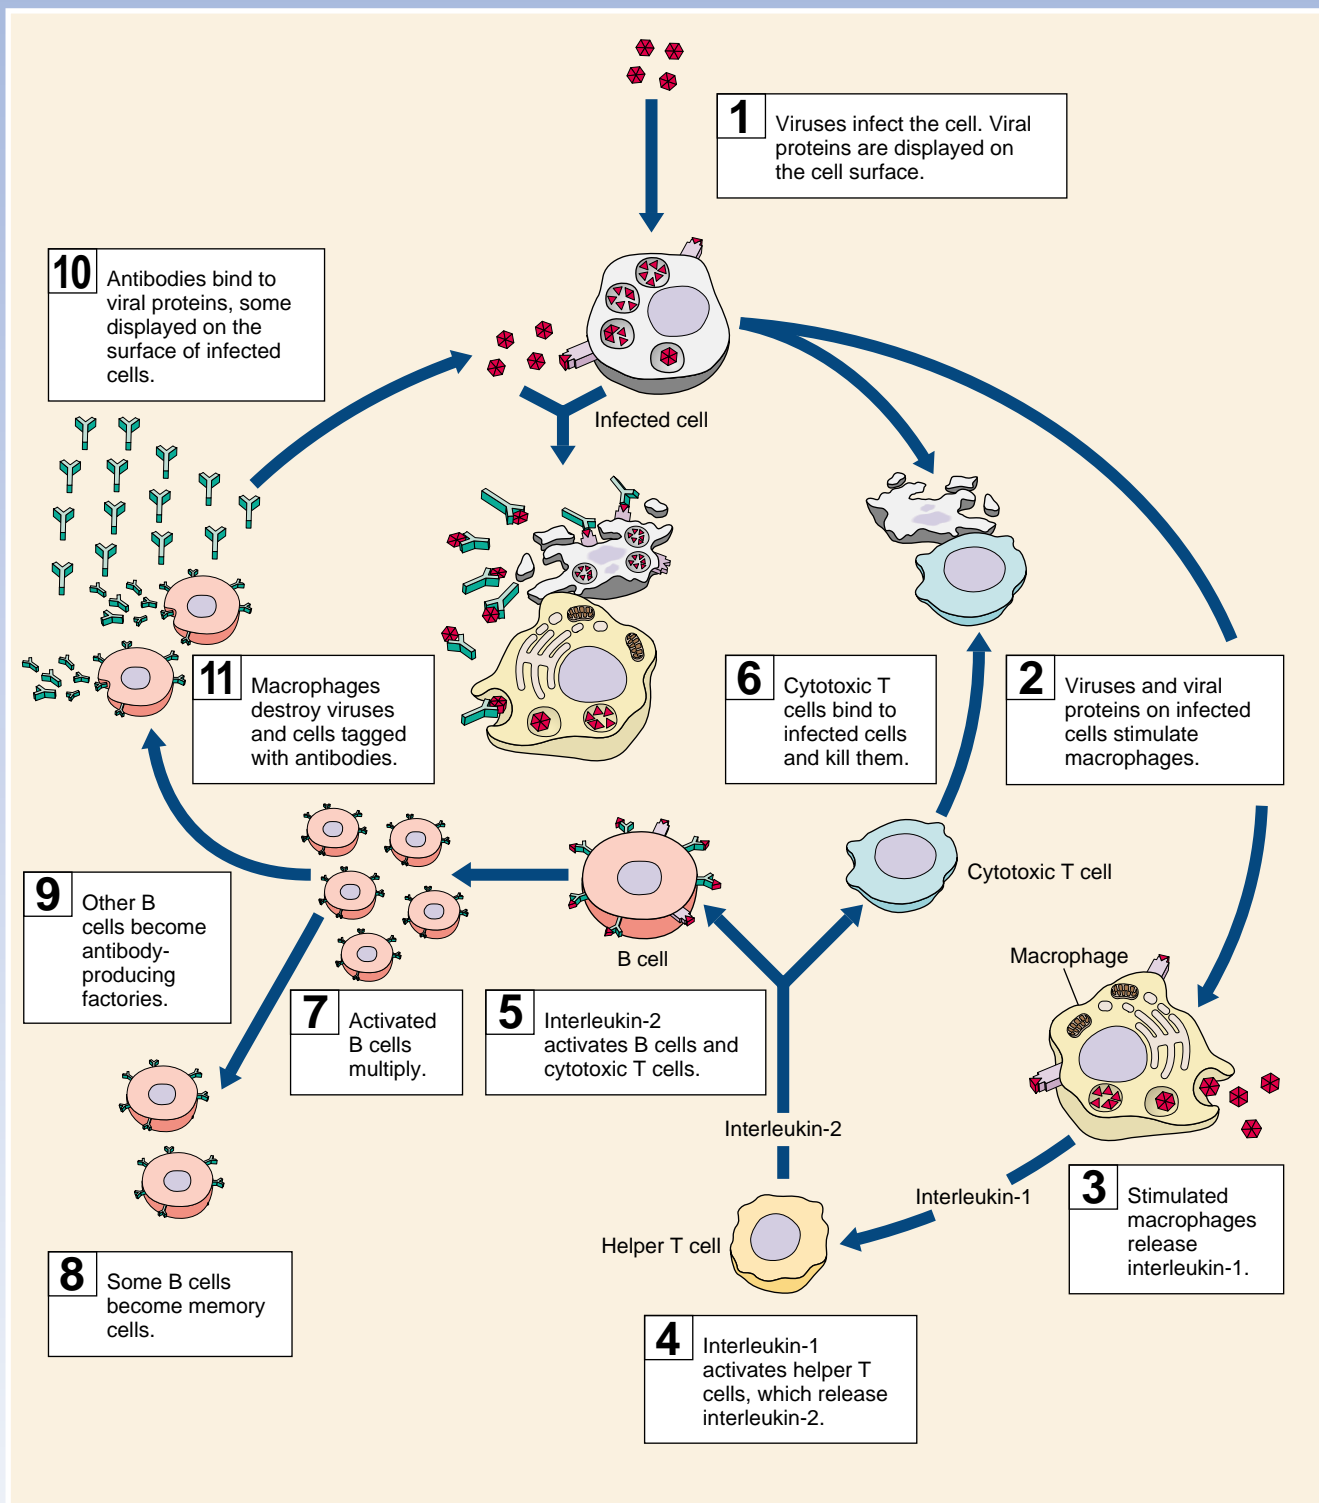 1
Viruses infect the cell. Viral
proteins are displayed on
the cell surface.
10
Antibodies bind to
viral proteins, some
displayed on the
surface of infected
cells.
Infected cell
11
Macrophages
destroy viruses
and cells tagged
with antibodies.
6
Cytotoxic T
cells bind to
infected cells
and kill them.
2
Viruses and viral
proteins on infected
cells stimulate
macrophages.
9
Other B
cells become
antibody-
producing
factories.
B cell
Cytotoxic T cell
Macrophage
7
Activated
B cells
multiply.
5
Interleukin-2
activates B cells and
cytotoxic T cells.
Interleukin-2
Interleukin-1
3
Stimulated
macrophages
release
interleukin-1.
Helper T cell
8
Some B cells
become memory
cells.
4
Interleukin-1
activates helper T
cells, which release
interleukin-2.